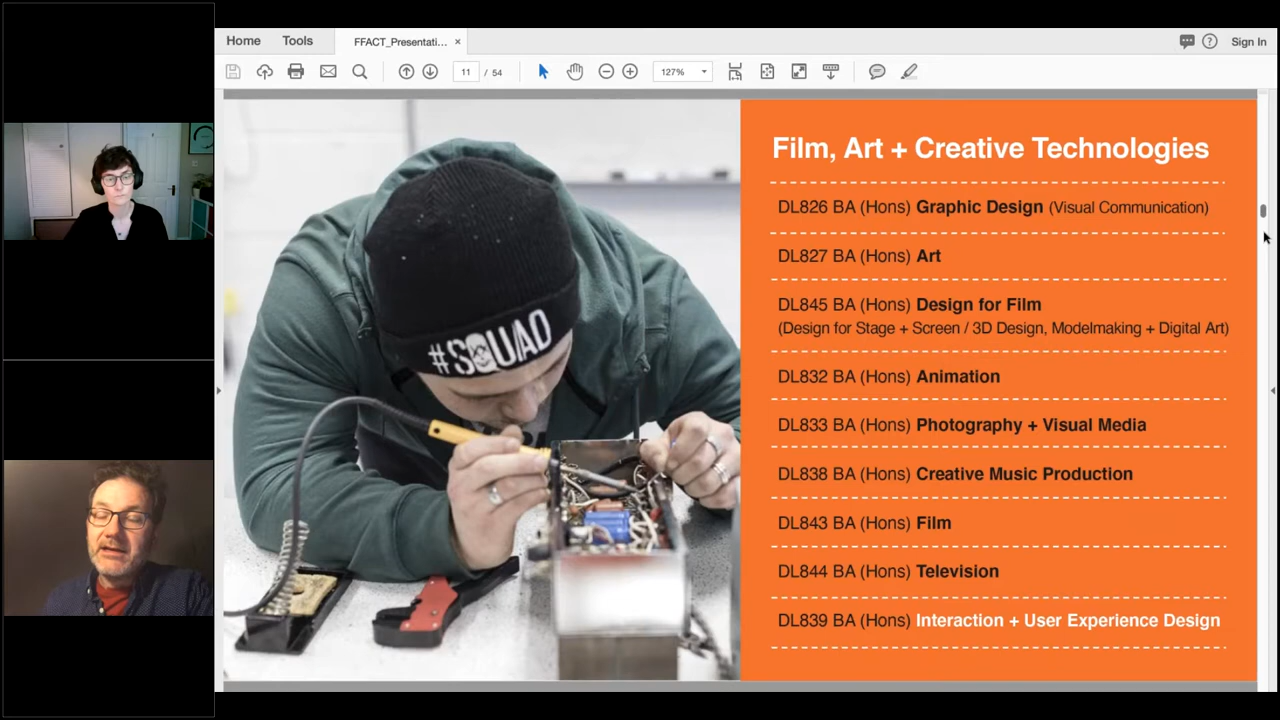 Home Tools FFACT_Presentati... × Sign In
11 / 54 127%
Film, Art + Creative Technologies
DL826 BA (Hons) Graphic Design (Visual Communication)
DL827 BA (Hons) Art
DL845 BA (Hons) Design for Film
(Design for Stage + Screen / 3D Design, Modelmaking + Digital Art)
DL832 BA (Hons) Animation
DL833 BA (Hons) Photography + Visual Media
DL838 BA (Hons) Creative Music Production
DL843 BA (Hons) Film
DL844 BA (Hons) Television
DL839 BA (Hons) Interaction + User Experience Design
#SQUAD